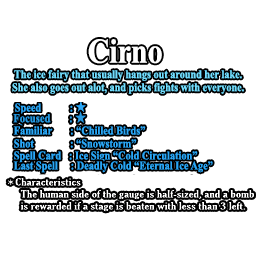 Cirno
The ice fairy that usually hangs out around her lake.
She also goes out alot, and picks fights with everyone.
Speed : ★
Focused : ★
Familiar : "Chilled Birds"
Shot : "Snowstorm"
Spell Card : Ice Sign "Cold Circulation"
Last Spell : Deadly Cold "Eternal Ice Age"
*Characteristics
The human side of the gauge is half-sized, and a bomb
is rewarded if a stage is beaten with less than 3 left.